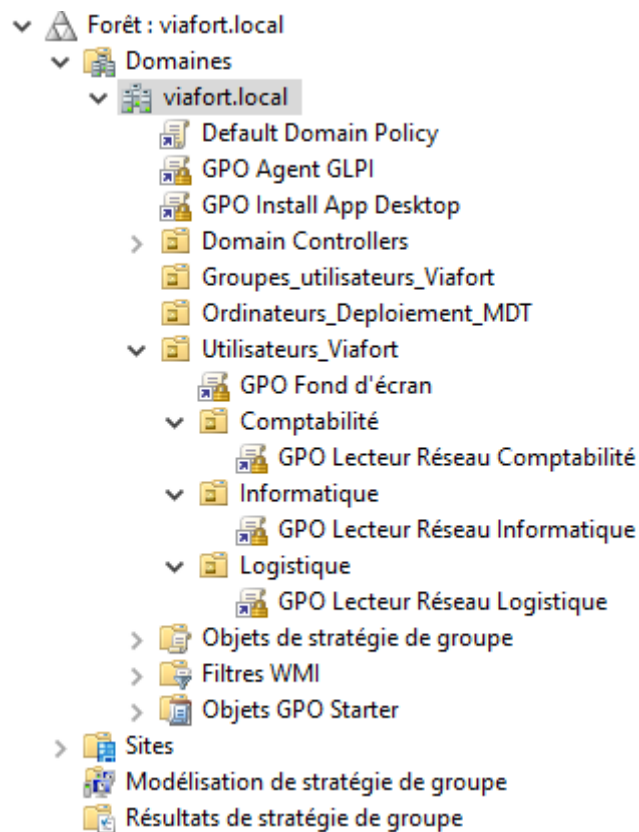 Forêt : viafort.local
Domaines
viafort.local
Default Domain Policy
GPO Agent GLPI
GPO Install App Desktop
Domain Controllers
Groupes_utilisateurs_Viafort
Ordinateurs_Deploiement_MDT
Utilisateurs_Viafort
GPO Fond d'écran
Comptabilité
GPO Lecteur Réseau Comptabilité
Informatique
GPO Lecteur Réseau Informatique
Logistique
GPO Lecteur Réseau Logistique
Objets de stratégie de groupe
Filtres WMI
Objets GPO Starter
Sites
Modélisation de stratégie de groupe
Résultats de stratégie de groupe